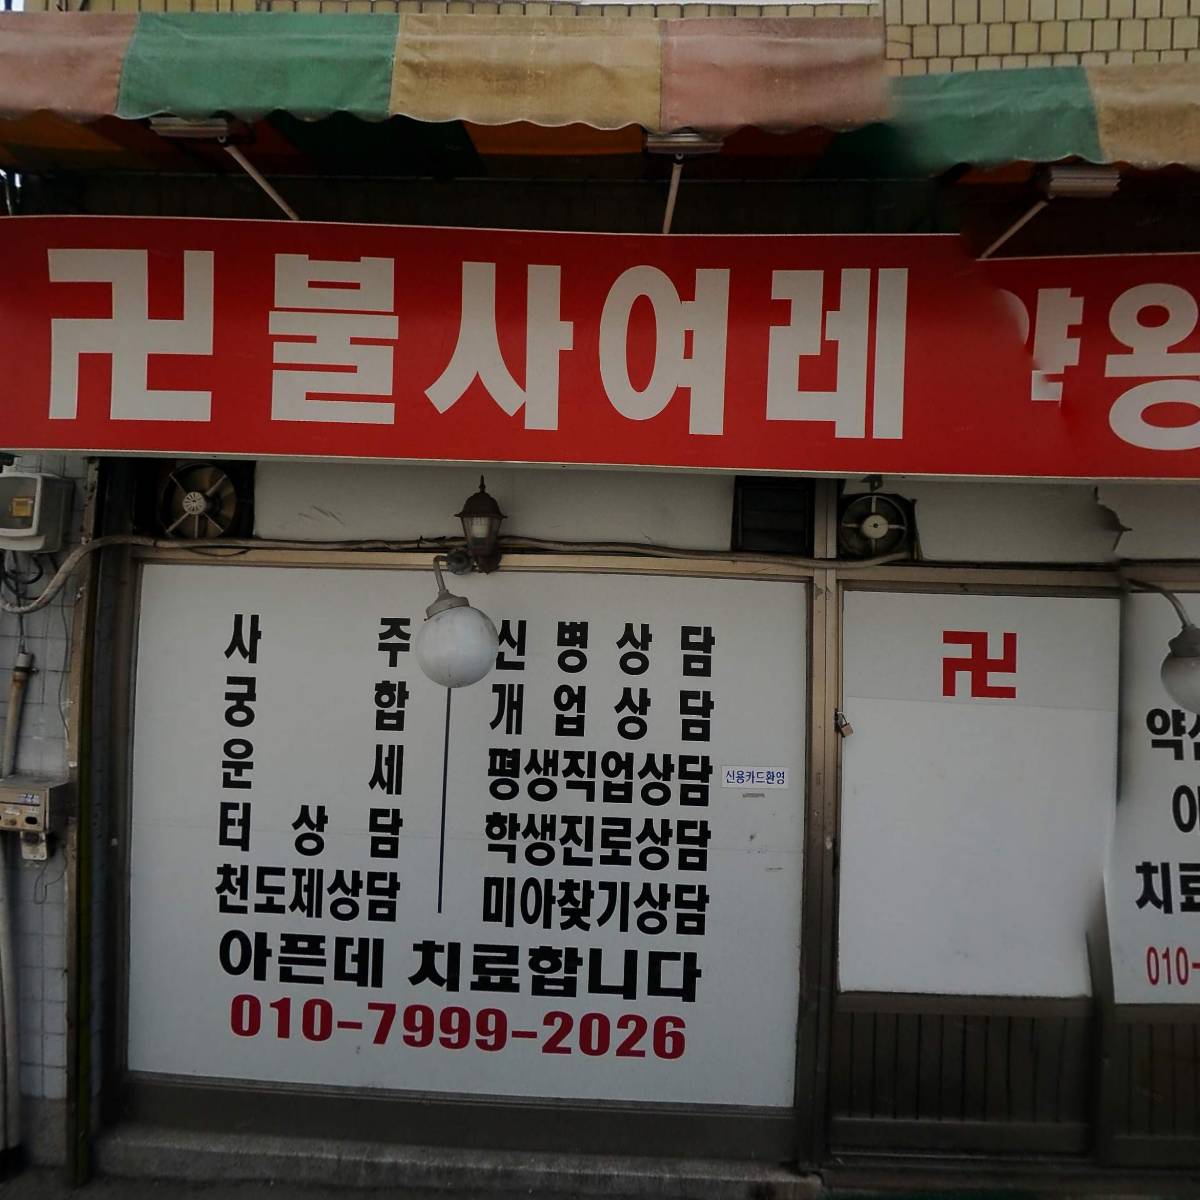 卍불사여레
사주 신병상담
궁합 개업상담
운세 평생직업상담
터상담 학생진로상담
천도제상담 미아찾기상담
아픈데 치료합니다
010-7999-2026
신용카드환영
卍
치료
010-